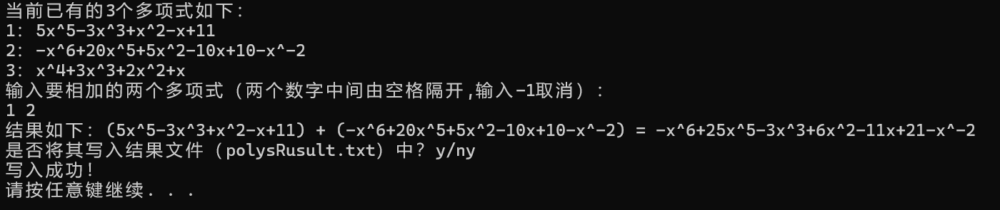 当前已有的3个多项式如下：
1：5x^5-3x^3+x^2-x+11
2：-x^6+20x^5+5x^2-10x+10-x^-2
3：x^4+3x^3+2x^2+x
输入要相加的两个多项式（两个数字中间由空格隔开,输入-1取消）：
1 2
结果如下：(5x^5-3x^3+x^2-x+11) + (-x^6+20x^5+5x^2-10x+10-x^-2) = -x^6+25x^5-3x^3+6x^2-11x+21-x^-2
是否将其写入结果文件（polysRusult.txt）中？y/ny
写入成功！
请按任意键继续. . .